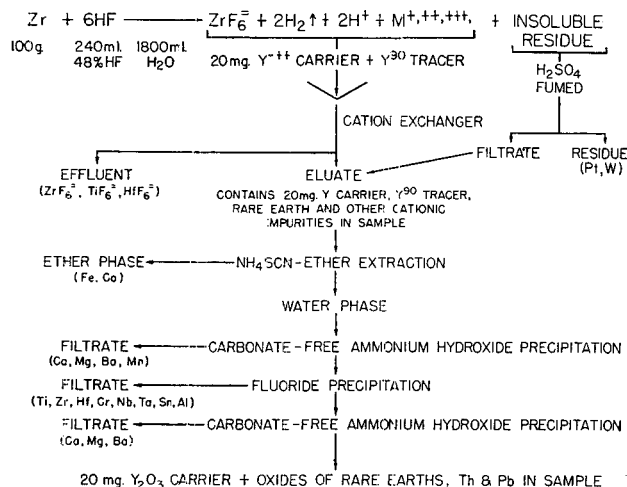 Zr + 6HF → ZrF₆⁼ + 2H₂↑ + 2H⁺ + M⁺,⁺⁺,⁺⁺⁺, + INSOLUBLE RESIDUE
100g. 240ml. 48%HF 1800ml. H₂O
20mg. Y⁻⁺⁺ CARRIER + Y⁹⁰ TRACER
H₂SO₄
FUMED
CATION EXCHANGER
FILTRATE RESIDUE
(Pt,W)
EFFLUENT
(ZrF₆⁼, TiF₆⁼, HfF₆⁼)
ELUATE
CONTAINS 20mg. Y CARRIER, Y⁹⁰ TRACER,
RARE EARTH AND OTHER CATIONIC
IMPURITIES IN SAMPLE
ETHER PHASE ← NH₄SCN-ETHER EXTRACTION
(Fe, Co)
WATER PHASE
FILTRATE ← CARBONATE-FREE AMMONIUM HYDROXIDE PRECIPITATION
(Ca, Mg, Ba, Mn)
FILTRATE ← FLUORIDE PRECIPITATION
(Ti, Zr, Hf, Cr, Nb, Ta, Sn, Al)
FILTRATE ← CARBONATE-FREE AMMONIUM HYDROXIDE PRECIPITATION
(Ca, Mg, Ba)
20 mg. Y₂O₃ CARRIER + OXIDES OF RARE EARTHS, Th & Pb IN SAMPLE